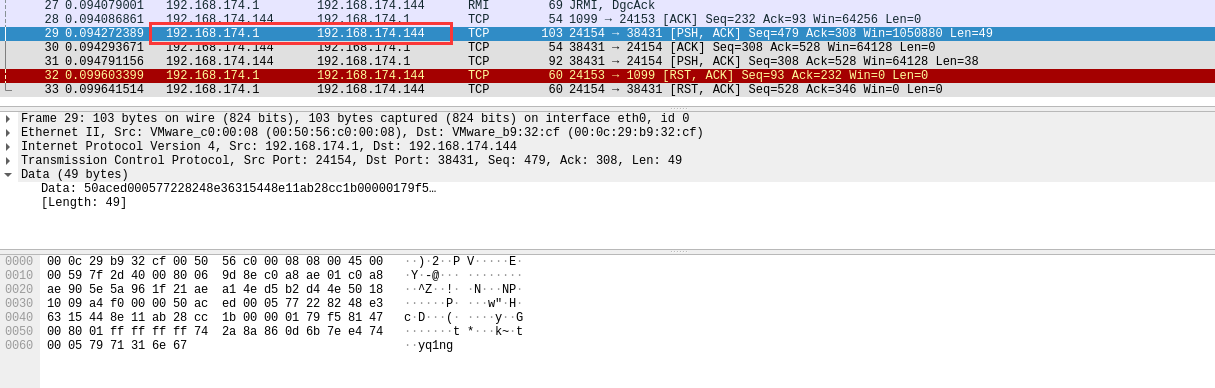 27 0.094079001 192.168.174.1 192.168.174.144 RMI 69 JRMI, DgcAck
28 0.094086861 192.168.174.144 192.168.174.1 TCP 54 1099 → 24153 [ACK] Seq=232 Ack=93 Win=64256 Len=0
29 0.094272389 192.168.174.1 192.168.174.144 TCP 103 24154 → 38431 [PSH, ACK] Seq=479 Ack=308 Win=1050880 Len=49
30 0.094293671 192.168.174.144 192.168.174.1 TCP 54 38431 → 24154 [ACK] Seq=308 Ack=528 Win=64128 Len=0
31 0.094791156 192.168.174.144 192.168.174.1 TCP 92 38431 → 24154 [PSH, ACK] Seq=308 Ack=528 Win=64128 Len=38
32 0.099603399 192.168.174.1 192.168.174.144 TCP 60 24153 → 1099 [RST, ACK] Seq=93 Ack=232 Win=0 Len=0
33 0.099641514 192.168.174.1 192.168.174.144 TCP 60 24154 → 38431 [RST, ACK] Seq=528 Ack=346 Win=0 Len=0
Frame 29: 103 bytes on wire (824 bits), 103 bytes captured (824 bits) on interface eth0, id 0
Ethernet II, Src: VMware_c0:00:08 (00:50:56:c0:00:08), Dst: VMware_b9:32:cf (00:0c:29:b9:32:cf)
Internet Protocol Version 4, Src: 192.168.174.1, Dst: 192.168.174.144
Transmission Control Protocol, Src Port: 24154, Dst Port: 38431, Seq: 479, Ack: 308, Len: 49
Data (49 bytes)
Data: 50aced000577228248e36315448e11ab28cc1b00000179f5…
[Length: 49]
0000 00 0c 29 b9 32 cf 00 50 56 c0 00 08 08 00 45 00 ··)·2··P V·····E·
0010 00 59 7f 2d 40 00 80 06 9d 8e c0 a8 ae 01 c0 a8 ·Y·-@··· ········
0020 ae 90 5e 5a 96 1f 21 ae a1 4e d5 b2 d4 4e 50 18 ··^Z··!· ·N···NP·
0030 10 09 a4 f0 00 00 50 ac ed 00 05 77 22 82 48 e3 ······P· ···w"·H·
0040 63 15 44 8e 11 ab 28 cc 1b 00 00 01 79 f5 81 47 c·D···(· ····y··G
0050 00 80 01 ff ff ff ff 74 2a 8a 86 0d 6b 7e e4 74 ·······t *···k~·t
0060 00 05 79 71 31 6e 67 ··yq1ng